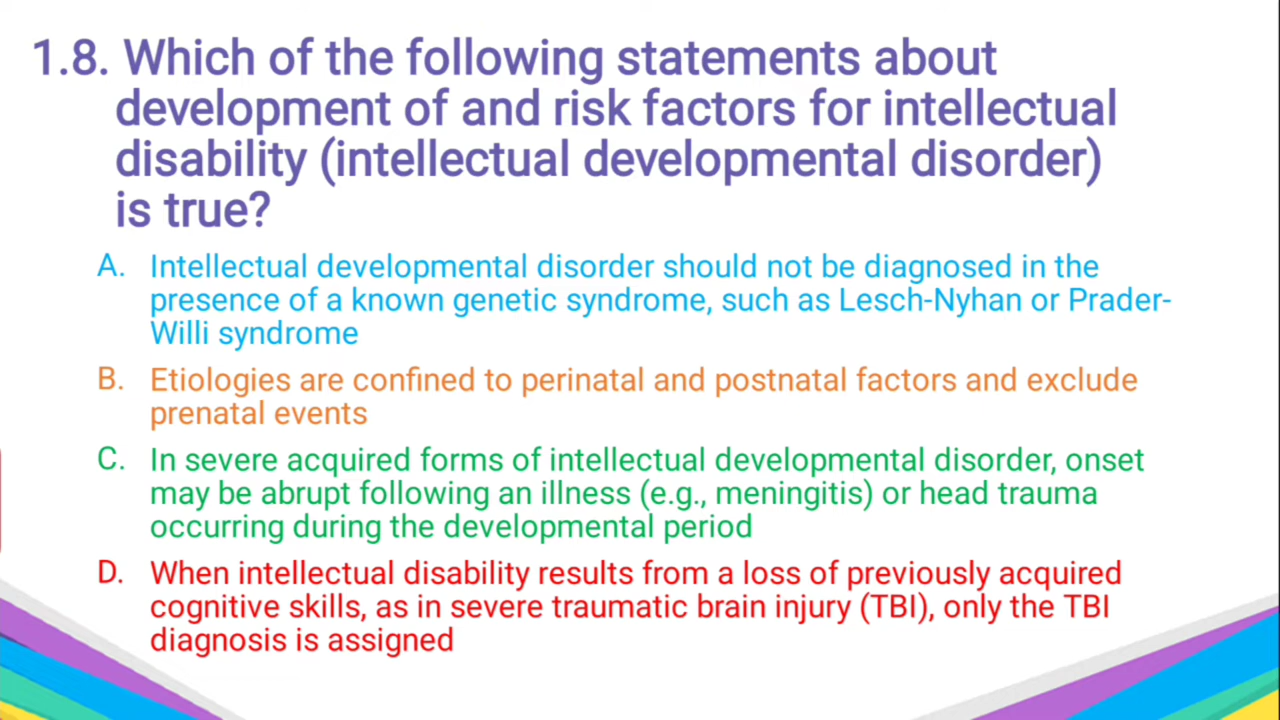 1.8. Which of the following statements about
development of and risk factors for intellectual
disability (intellectual developmental disorder)
is true?
A. Intellectual developmental disorder should not be diagnosed in the
presence of a known genetic syndrome, such as Lesch-Nyhan or Prader-
Willi syndrome
B. Etiologies are confined to perinatal and postnatal factors and exclude
prenatal events
C. In severe acquired forms of intellectual developmental disorder, onset
may be abrupt following an illness (e.g., meningitis) or head trauma
occurring during the developmental period
D. When intellectual disability results from a loss of previously acquired
cognitive skills, as in severe traumatic brain injury (TBI), only the TBI
diagnosis is assigned